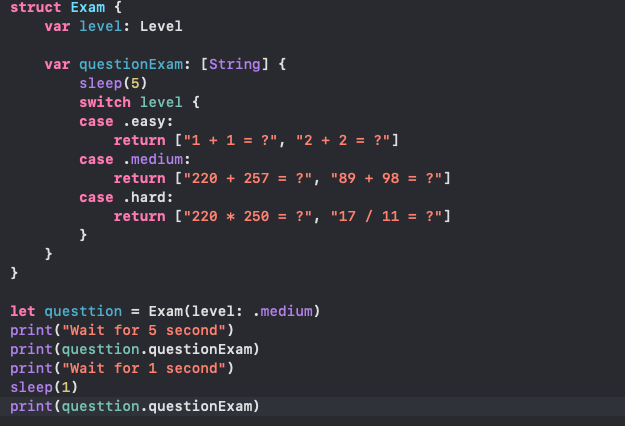 struct Exam {
    var level: Level

    var questionExam: [String] {
        sleep(5)
        switch level {
        case .easy:
            return ["1 + 1 = ?", "2 + 2 = ?"]
        case .medium:
            return ["220 + 257 = ?", "89 + 98 = ?"]
        case .hard:
            return ["220 * 250 = ?", "17 / 11 = ?"]
        }
    }
}

let questtion = Exam(level: .medium)
print("Wait for 5 second")
print(questtion.questionExam)
print("Wait for 1 second")
sleep(1)
print(questtion.questionExam)